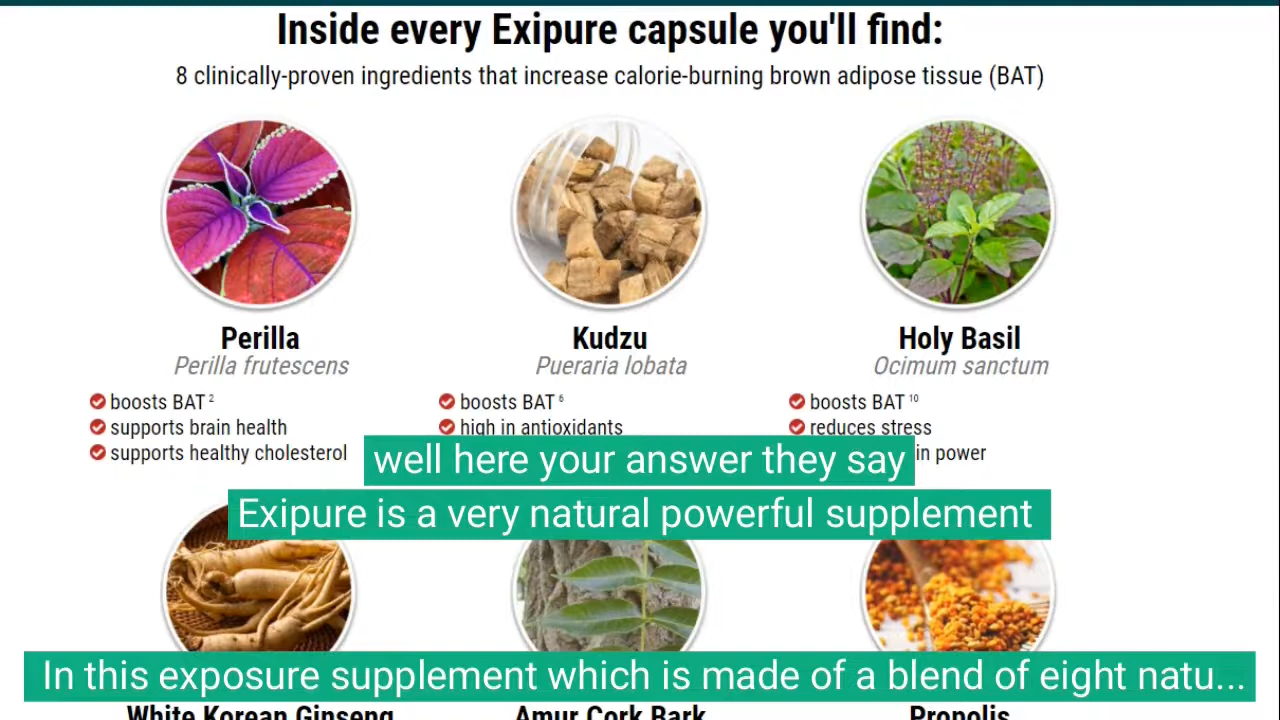 Inside every Exipure capsule you'll find:
8 clinically-proven ingredients that increase calorie-burning brown adipose tissue (BAT)
Perilla
Perilla frutescens
boosts BAT 2
supports brain health
supports healthy cholesterol
Kudzu
Pueraria lobata
boosts BAT 6
high in antioxidants
Holy Basil
Ocimum sanctum
boosts BAT 10
reduces stress
in power
well here your answer they say
Exipure is a very natural powerful supplement
In this exposure supplement which is made of a blend of eight natu...
White Korean Ginseng
Amur Cork Bark
Propolis